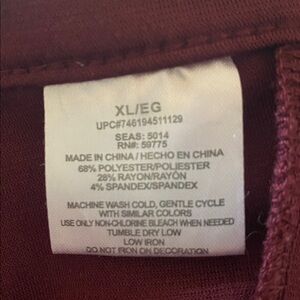 XL/EG
UPC#746194511129
SEAS: 5014
RN#: 59775
MADE IN CHINA / HECHO EN CHINA
68% POLYESTER/POLIESTER
28% RAYON/RAYÓN
4% SPANDEX/SPANDEX
MACHINE WASH COLD, GENTLE CYCLE
WITH SIMILAR COLORS
USE ONLY NON-CHLORINE BLEACH WHEN NEEDED
TUMBLE DRY LOW
LOW IRON
DO NOT IRON ON DECORATION